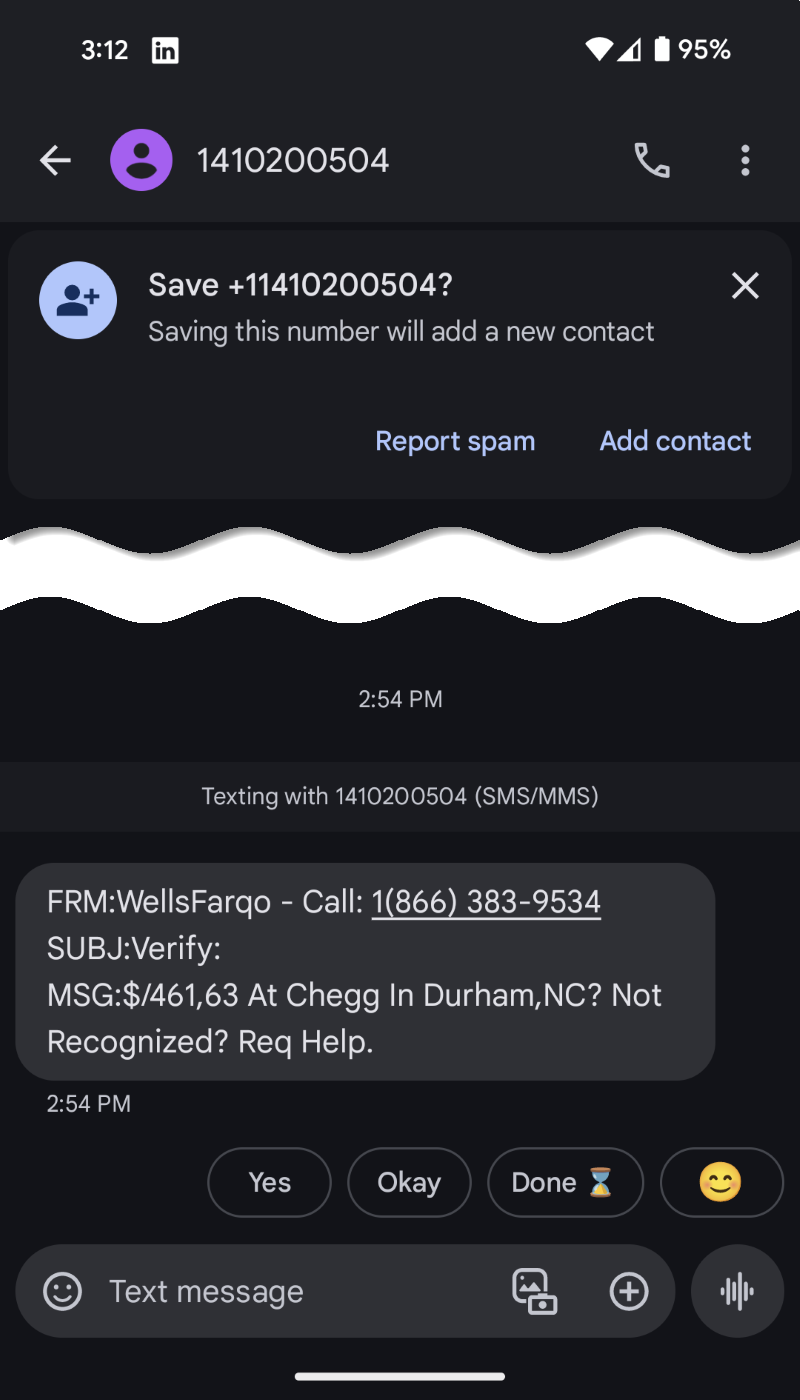 3:12 in 95%
1410200504
Save +11410200504?
Saving this number will add a new contact
Report spam Add contact
2:54 PM
Texting with 1410200504 (SMS/MMS)
FRM:WellsFarqo - Call: 1(866) 383-9534
SUBJ:Verify:
MSG:$/461,63 At Chegg In Durham,NC? Not
Recognized? Req Help.
2:54 PM
Yes Okay Done ⌛ 😊
Text message